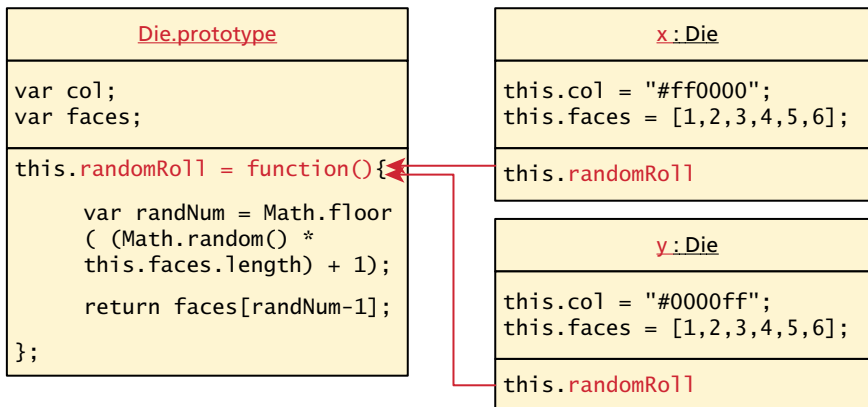 Die.prototype
var col;
var faces;
this.randomRoll = function(){
var randNum = Math.floor
( (Math.random() *
this.faces.length) + 1);
return faces[randNum-1];
};
x : Die
this.col = "#ff0000";
this.faces = [1,2,3,4,5,6];
this.randomRoll
y : Die
this.col = "#0000ff";
this.faces = [1,2,3,4,5,6];
this.randomRoll